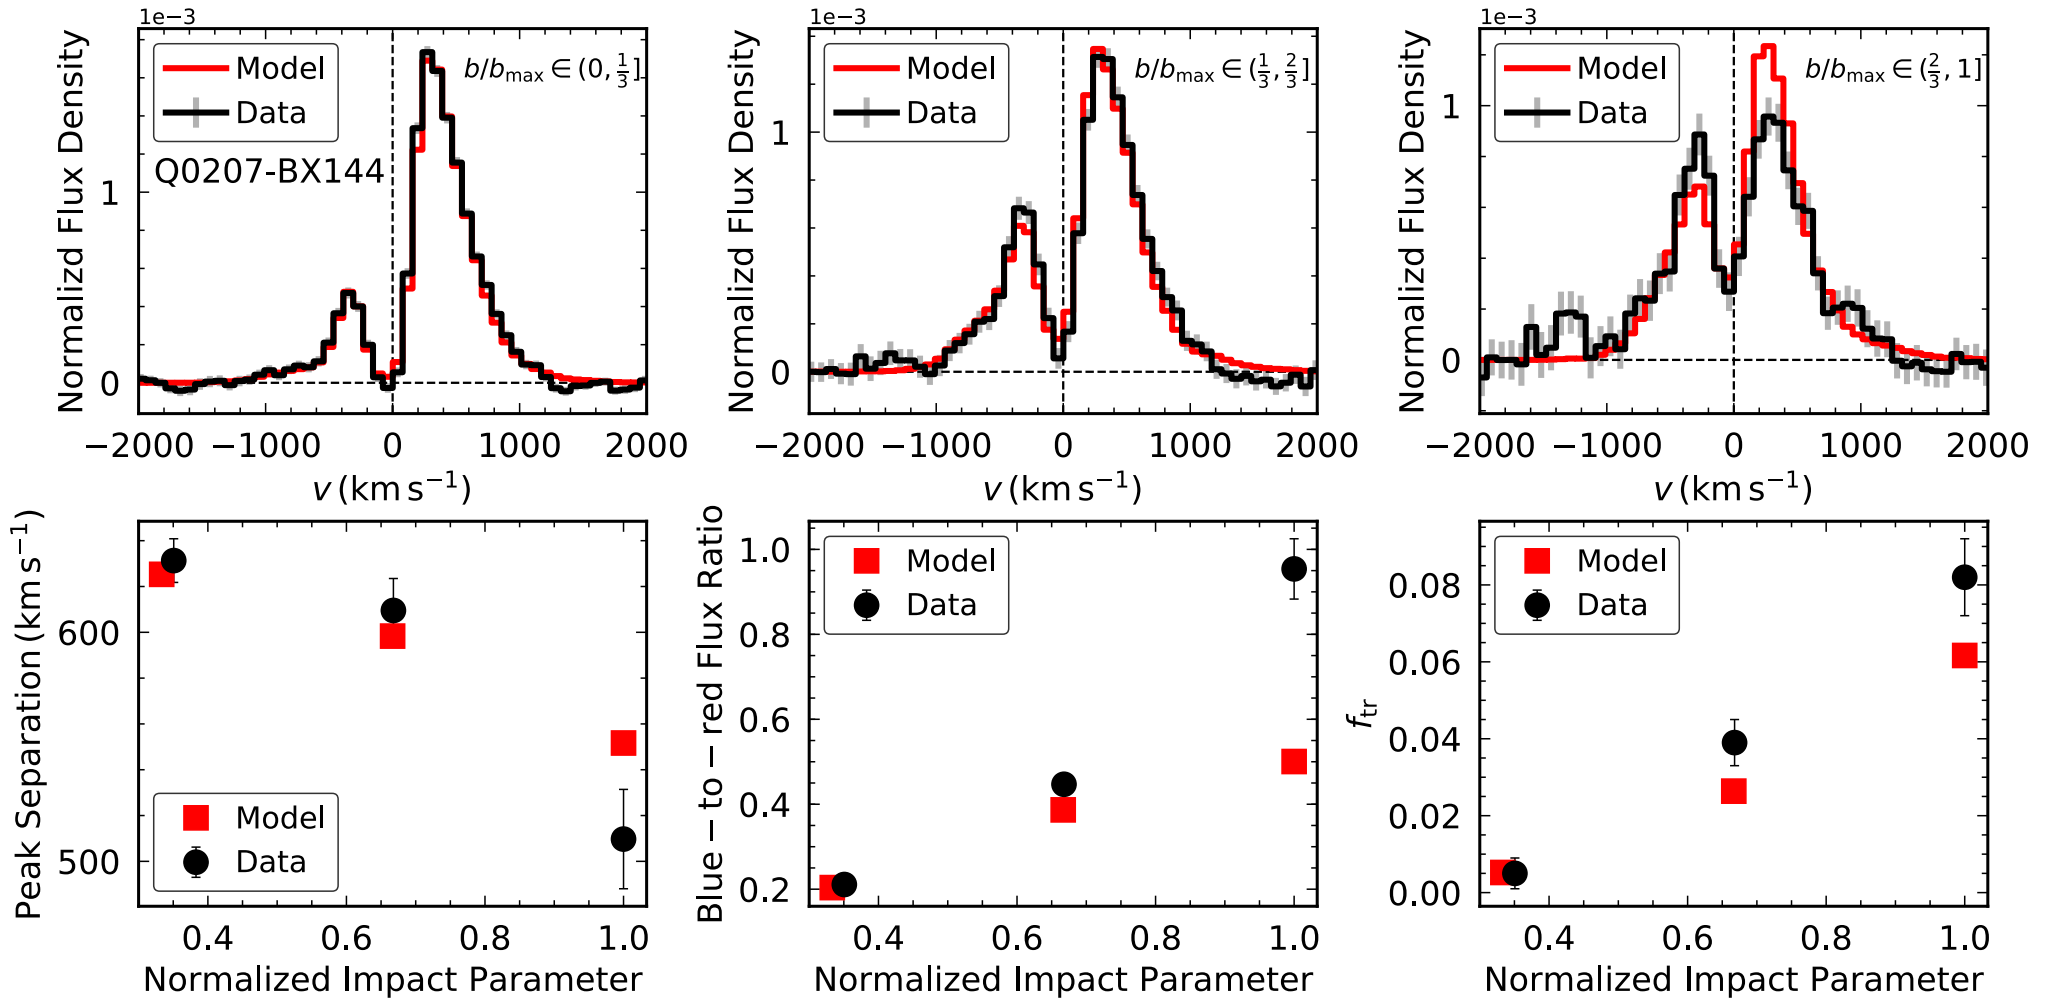 1e−3
Normalizd Flux Density
Model
Data
b/b_max ∈ (0, 1/3]
Q0207-BX144
1
0
−2000 −1000 0 1000 2000
v (km s⁻¹)
1e−3
Normalizd Flux Density
Model
Data
b/b_max ∈ (1/3, 2/3]
1
0
−2000 −1000 0 1000 2000
v (km s⁻¹)
1e−3
Normalizd Flux Density
Model
Data
b/b_max ∈ (2/3, 1]
1
0
−2000 −1000 0 1000 2000
v (km s⁻¹)
Peak Separation (km s⁻¹)
600
500
Model
Data
0.4 0.6 0.8 1.0
Normalized Impact Parameter
Blue−to−red Flux Ratio
Model
Data
1.0
0.8
0.6
0.4
0.2
0.4 0.6 0.8 1.0
Normalized Impact Parameter
f_tr
Model
Data
0.08
0.06
0.04
0.02
0.00
0.4 0.6 0.8 1.0
Normalized Impact Parameter